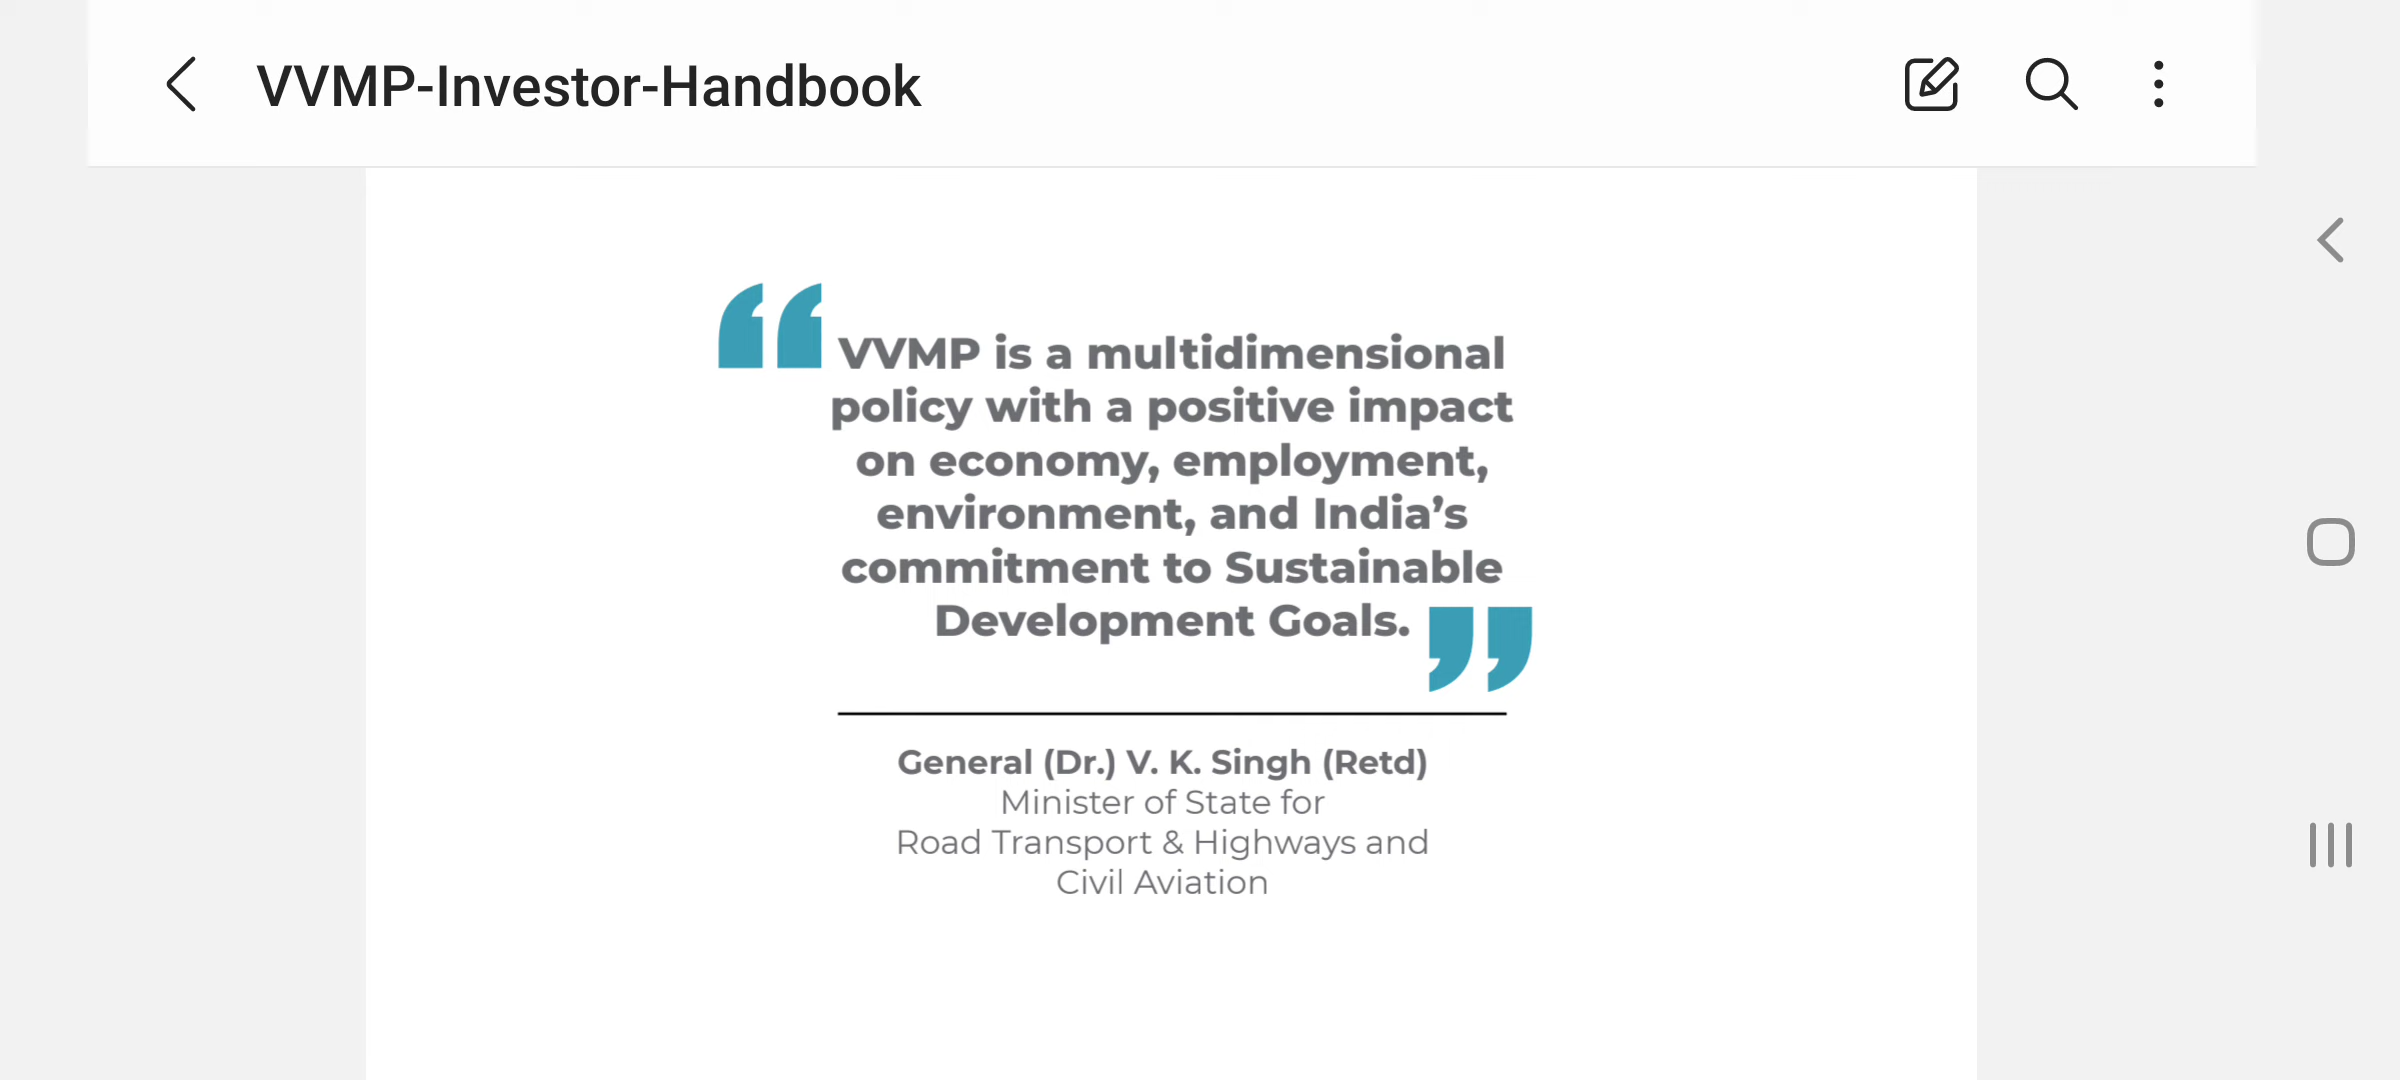 VVMP-Investor-Handbook
“VVMP is a multidimensional
policy with a positive impact
on economy, employment,
environment, and India’s
commitment to Sustainable
Development Goals.”
General (Dr.) V. K. Singh (Retd)
Minister of State for
Road Transport & Highways and
Civil Aviation